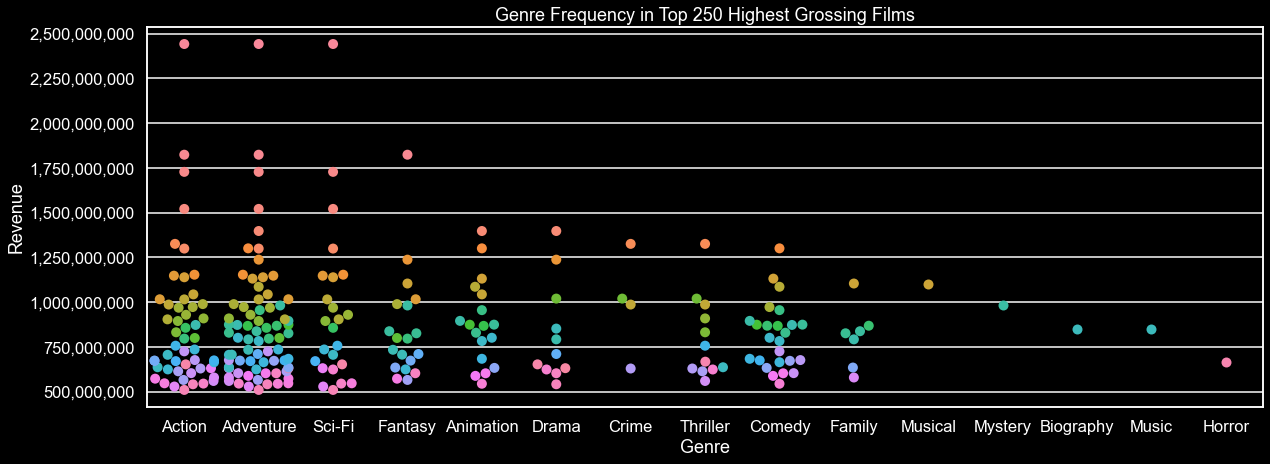 Genre Frequency in Top 250 Highest Grossing Films
2,500,000,000
2,250,000,000
2,000,000,000
1,750,000,000
1,500,000,000
1,250,000,000
1,000,000,000
750,000,000
500,000,000
Revenue
Action Adventure Sci-Fi Fantasy Animation Drama Crime Thriller Comedy Family Musical Mystery Biography Music Horror
Genre